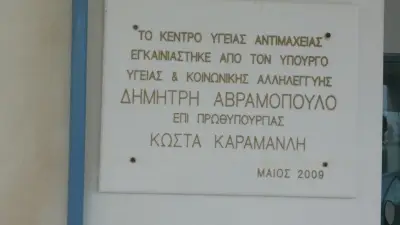 ΤΟ ΚΕΝΤΡΟ ΥΓΕΙΑΣ ΑΝΤΙΜΑΧΕΙΑΣ
ΕΓΚΑΙΝΙΑΣΤΗΚΕ ΑΠΟ ΤΟΝ ΥΠΟΥΡΓΟ
ΥΓΕΙΑΣ & ΚΟΙΝΩΝΙΚΗΣ ΑΛΛΗΛΕΓΓΥΗΣ
ΔΗΜΗΤΡΗ ΑΒΡΑΜΟΠΟΥΛΟ
ΕΠΙ ΠΡΩΘΥΠΟΥΡΓΙΑΣ
ΚΩΣΤΑ ΚΑΡΑΜΑΝΛΗ
ΜΑΙΟΣ 2009